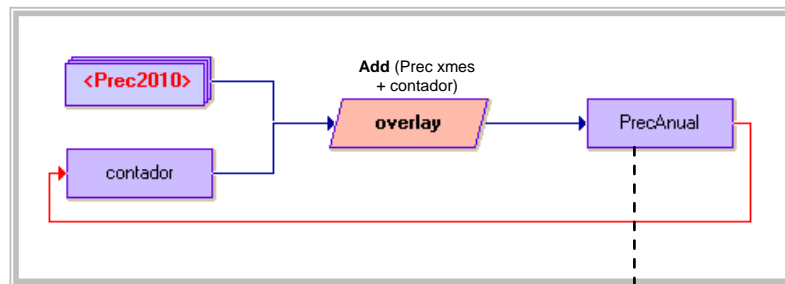 <Prec2010>
Add (Prec xmes
+ contador)
overlay
PrecAnual
contador